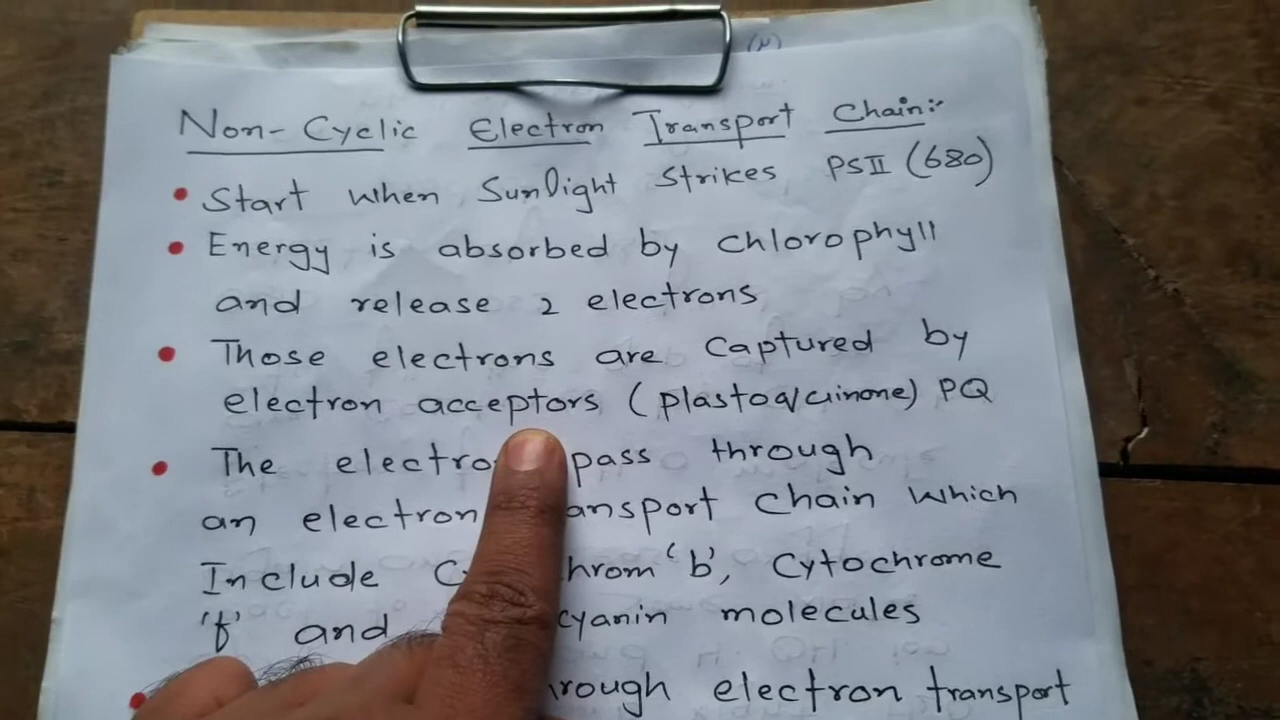 (N)
Non-Cyclic Electron Transport Chain:-
• Start when Sunlight strikes PSII (680)
• Energy is absorbed by chlorophyll
and release 2 electrons
• Those electrons are captured by
electron acceptors (plastoquinone) PQ
• The electro pass through
an electron ansport chain which
Include C hrom 'b', Cytochrome
'f' and cyanin molecules
• rough electron transport